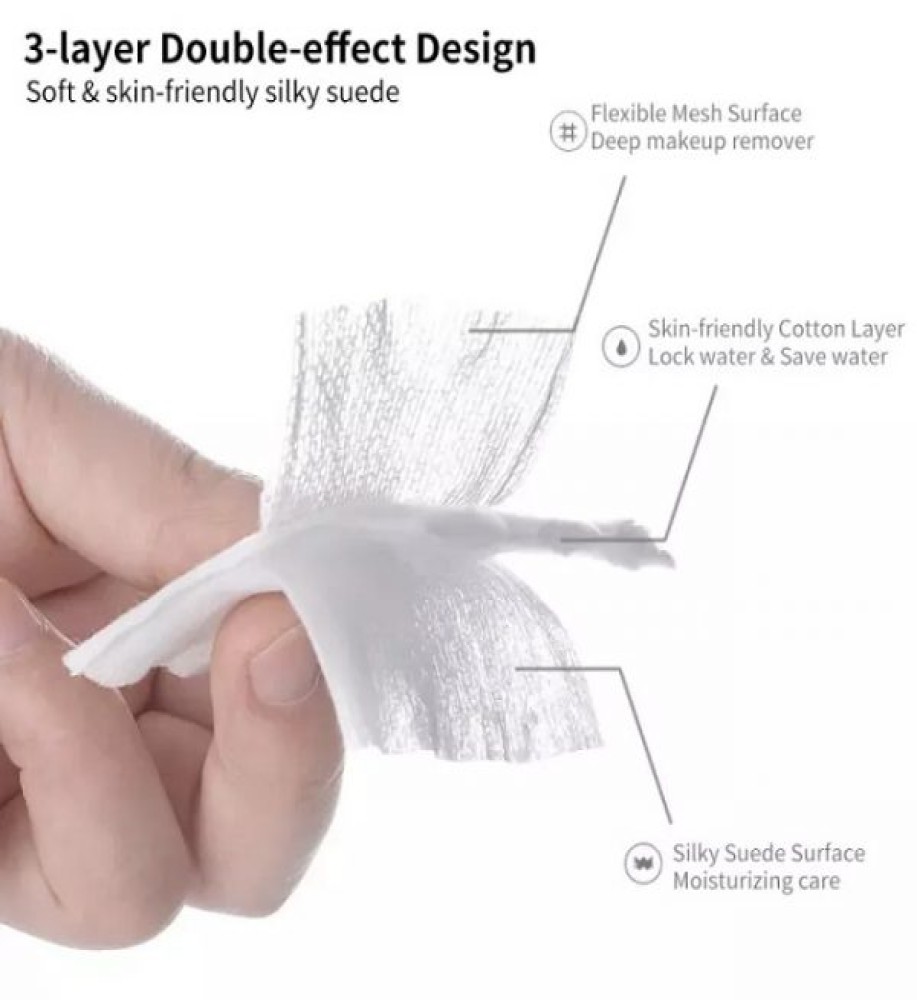 3-layer Double-effect Design
Soft & skin-friendly silky suede
Flexible Mesh Surface
Deep makeup remover
Skin-friendly Cotton Layer
Lock water & Save water
Silky Suede Surface
Moisturizing care